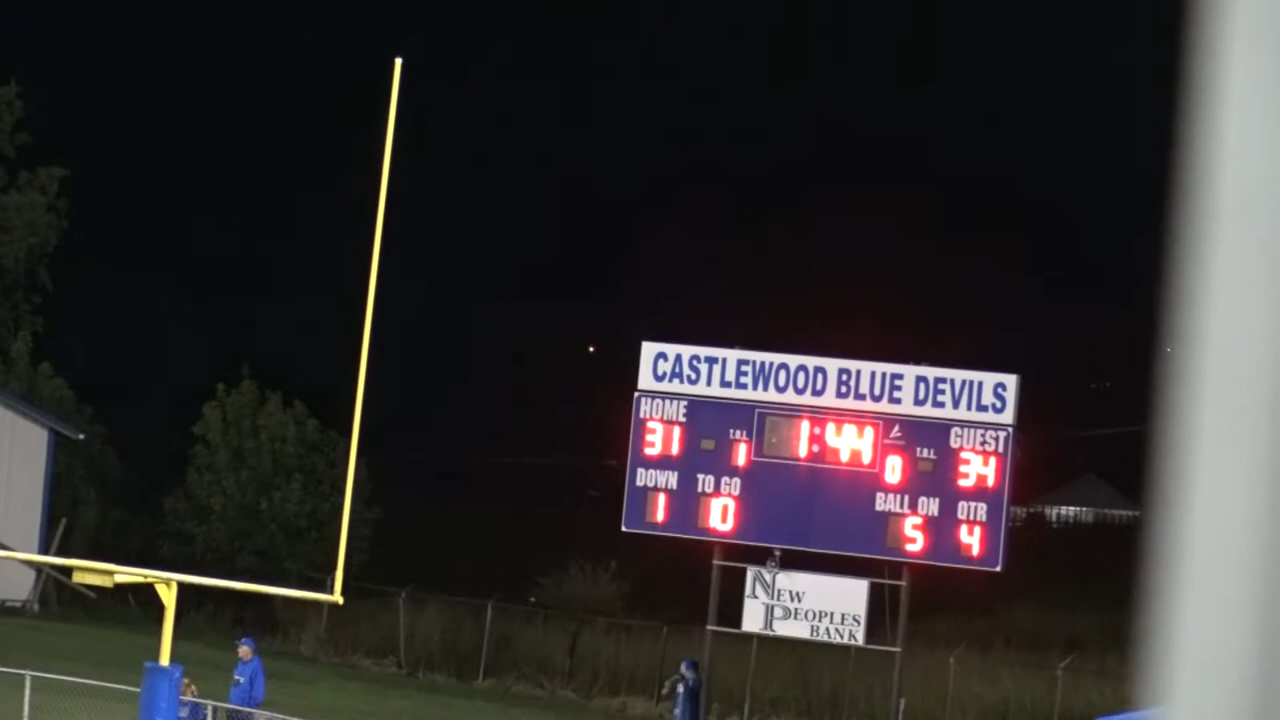 CASTLEWOOD BLUE DEVILS
HOME
31
T.O.L.
1
1:44
0
T.O.L.
GUEST
34
DOWN
1
TO GO
10
BALL ON
5
QTR
4
NEW
PEOPLES
BANK